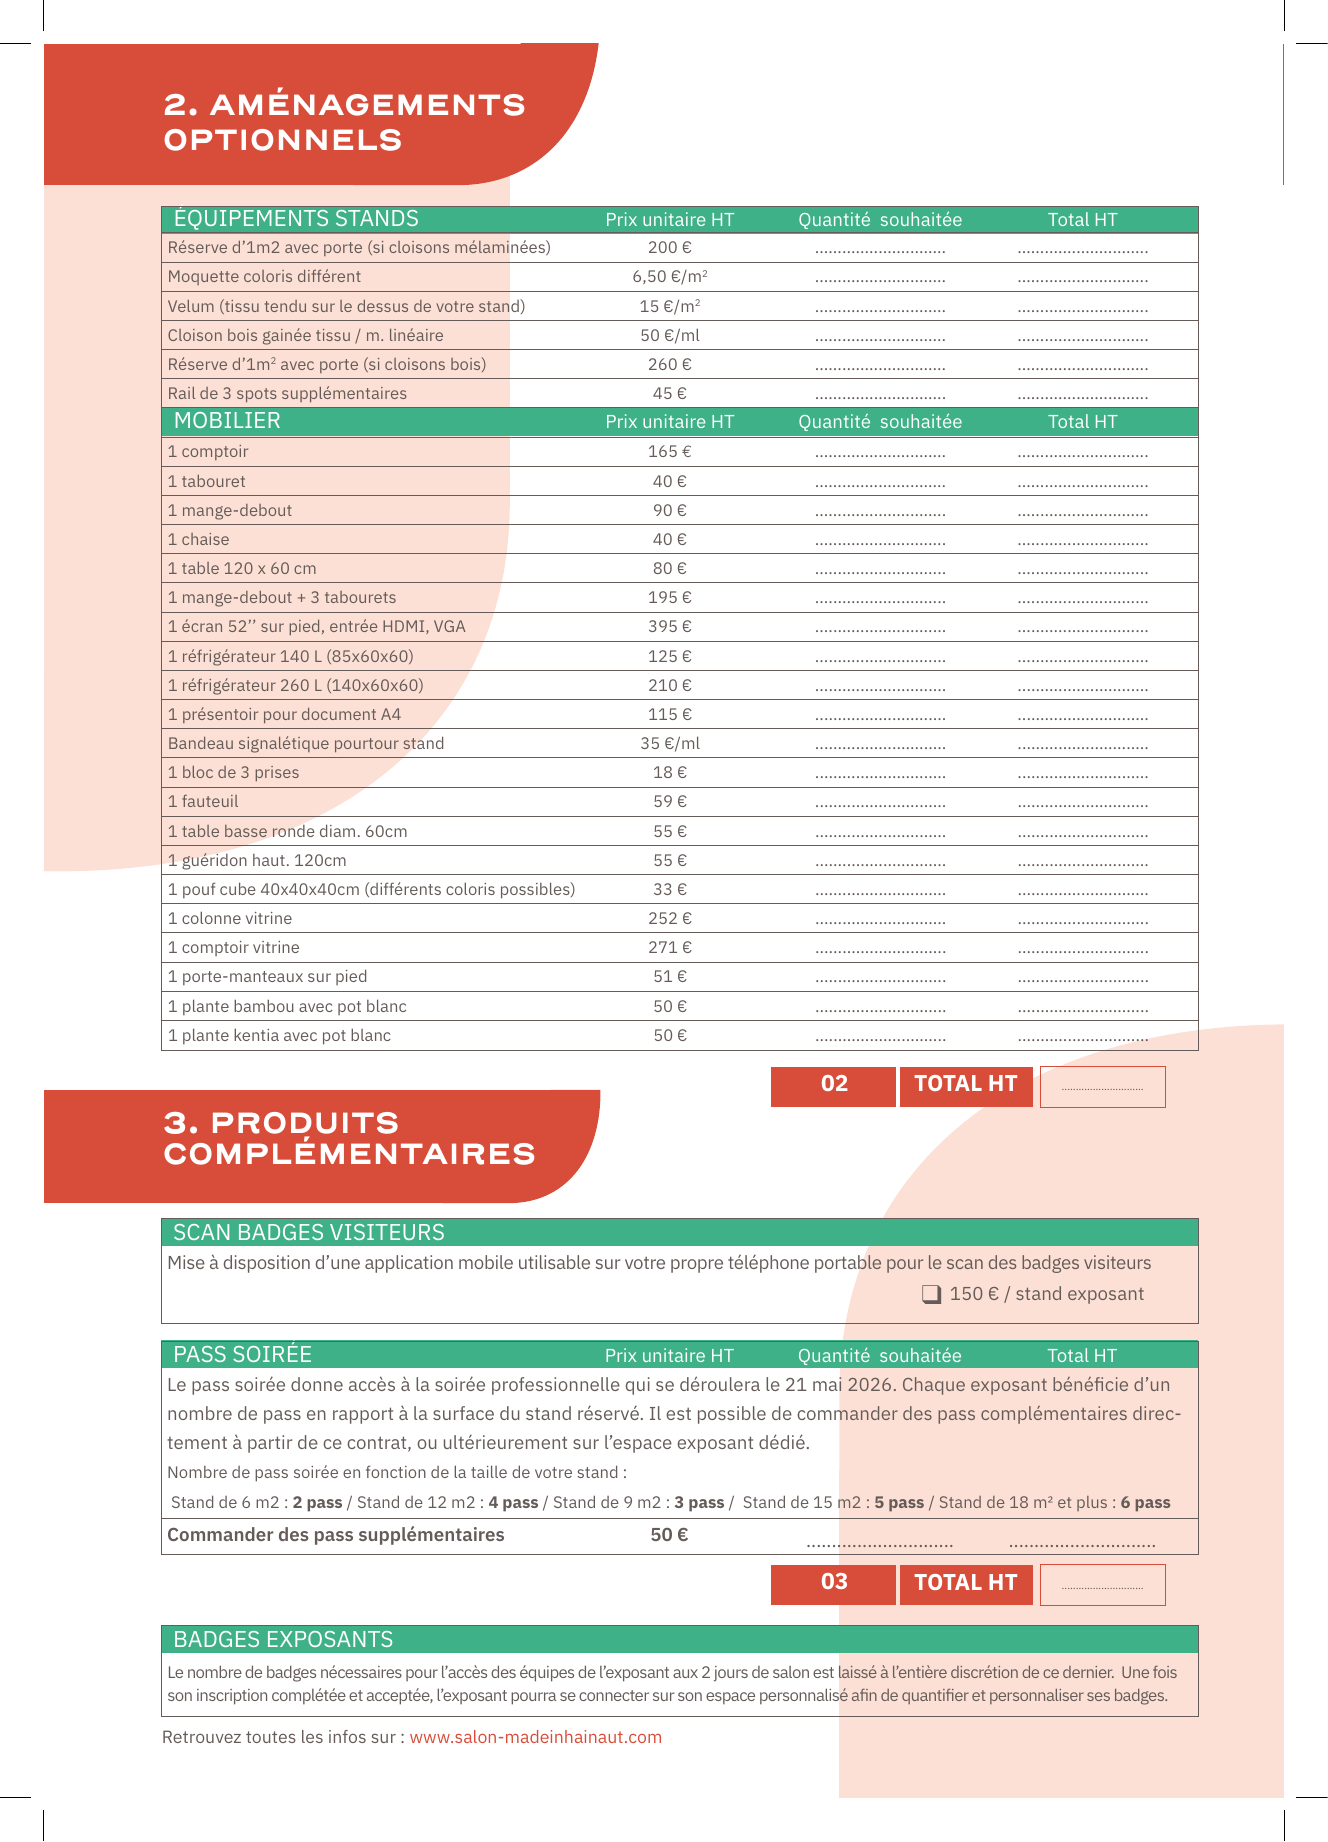 2. AMÉNAGEMENTS
OPTIONNELS
ÉQUIPEMENTS STANDS Prix unitaire HT Quantité souhaitée Total HT
Réserve d’1m2 avec porte (si cloisons mélaminées) 200 € ............................. .............................
Moquette coloris différent 6,50 €/m² ............................. .............................
Velum (tissu tendu sur le dessus de votre stand) 15 €/m² ............................. .............................
Cloison bois gainée tissu / m. linéaire 50 €/ml ............................. .............................
Réserve d’1m² avec porte (si cloisons bois) 260 € ............................. .............................
Rail de 3 spots supplémentaires 45 € ............................. .............................
MOBILIER Prix unitaire HT Quantité souhaitée Total HT
1 comptoir 165 € ............................. .............................
1 tabouret 40 € ............................. .............................
1 mange-debout 90 € ............................. .............................
1 chaise 40 € ............................. .............................
1 table 120 x 60 cm 80 € ............................. .............................
1 mange-debout + 3 tabourets 195 € ............................. .............................
1 écran 52’’ sur pied, entrée HDMI, VGA 395 € ............................. .............................
1 réfrigérateur 140 L (85x60x60) 125 € ............................. .............................
1 réfrigérateur 260 L (140x60x60) 210 € ............................. .............................
1 présentoir pour document A4 115 € ............................. .............................
Bandeau signalétique pourtour stand 35 €/ml ............................. .............................
1 bloc de 3 prises 18 € ............................. .............................
1 fauteuil 59 € ............................. .............................
1 table basse ronde diam. 60cm 55 € ............................. .............................
1 guéridon haut. 120cm 55 € ............................. .............................
1 pouf cube 40x40x40cm (différents coloris possibles) 33 € ............................. .............................
1 colonne vitrine 252 € ............................. .............................
1 comptoir vitrine 271 € ............................. .............................
1 porte-manteaux sur pied 51 € ............................. .............................
1 plante bambou avec pot blanc 50 € ............................. .............................
1 plante kentia avec pot blanc 50 € ............................. .............................
02 TOTAL HT .............................
3. PRODUITS
COMPLÉMENTAIRES
SCAN BADGES VISITEURS
Mise à disposition d’une application mobile utilisable sur votre propre téléphone portable pour le scan des badges visiteurs
❏ 150 € / stand exposant
PASS SOIRÉE Prix unitaire HT Quantité souhaitée Total HT
Le pass soirée donne accès à la soirée professionnelle qui se déroulera le 21 mai 2026. Chaque exposant bénéficie d’un
nombre de pass en rapport à la surface du stand réservé. Il est possible de commander des pass complémentaires direc-
tement à partir de ce contrat, ou ultérieurement sur l’espace exposant dédié.
Nombre de pass soirée en fonction de la taille de votre stand :
Stand de 6 m2 : 2 pass / Stand de 12 m2 : 4 pass / Stand de 9 m2 : 3 pass / Stand de 15 m2 : 5 pass / Stand de 18 m² et plus : 6 pass
Commander des pass supplémentaires 50 € ............................. .............................
03 TOTAL HT .............................
BADGES EXPOSANTS
Le nombre de badges nécessaires pour l’accès des équipes de l’exposant aux 2 jours de salon est laissé à l’entière discrétion de ce dernier. Une fois
son inscription complétée et acceptée, l’exposant pourra se connecter sur son espace personnalisé afin de quantifier et personnaliser ses badges.
Retrouvez toutes les infos sur : www.salon-madeinhainaut.com